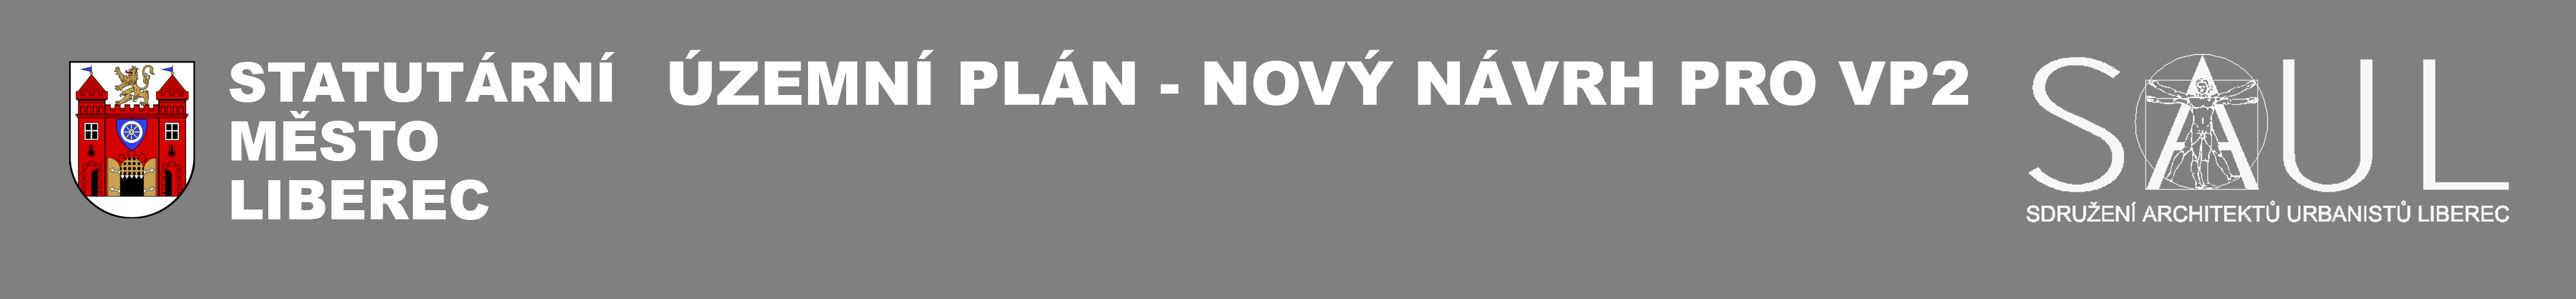 STATUTÁRNÍ
MĚSTO
LIBEREC
ÚZEMNÍ PLÁN - NOVÝ NÁVRH PRO VP2
SAUL
SDRUŽENÍ ARCHITEKTŮ URBANISTŮ LIBEREC